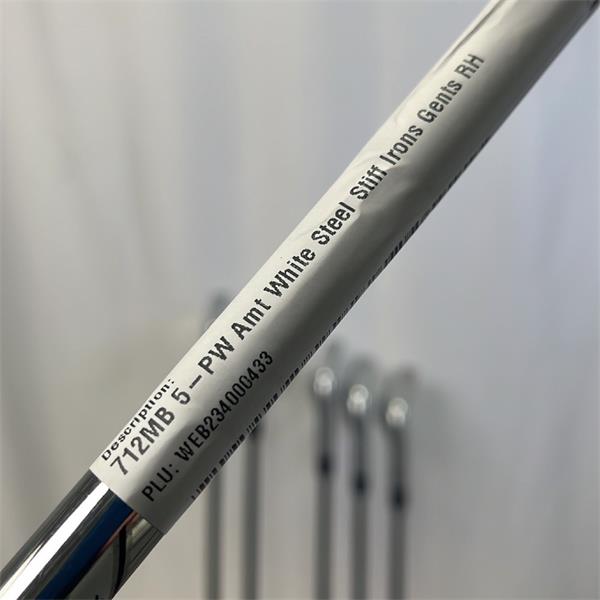 Description:
712MB 5-PW Amt White Steel Stiff Irons Gents RH
PLU: WEB234000433